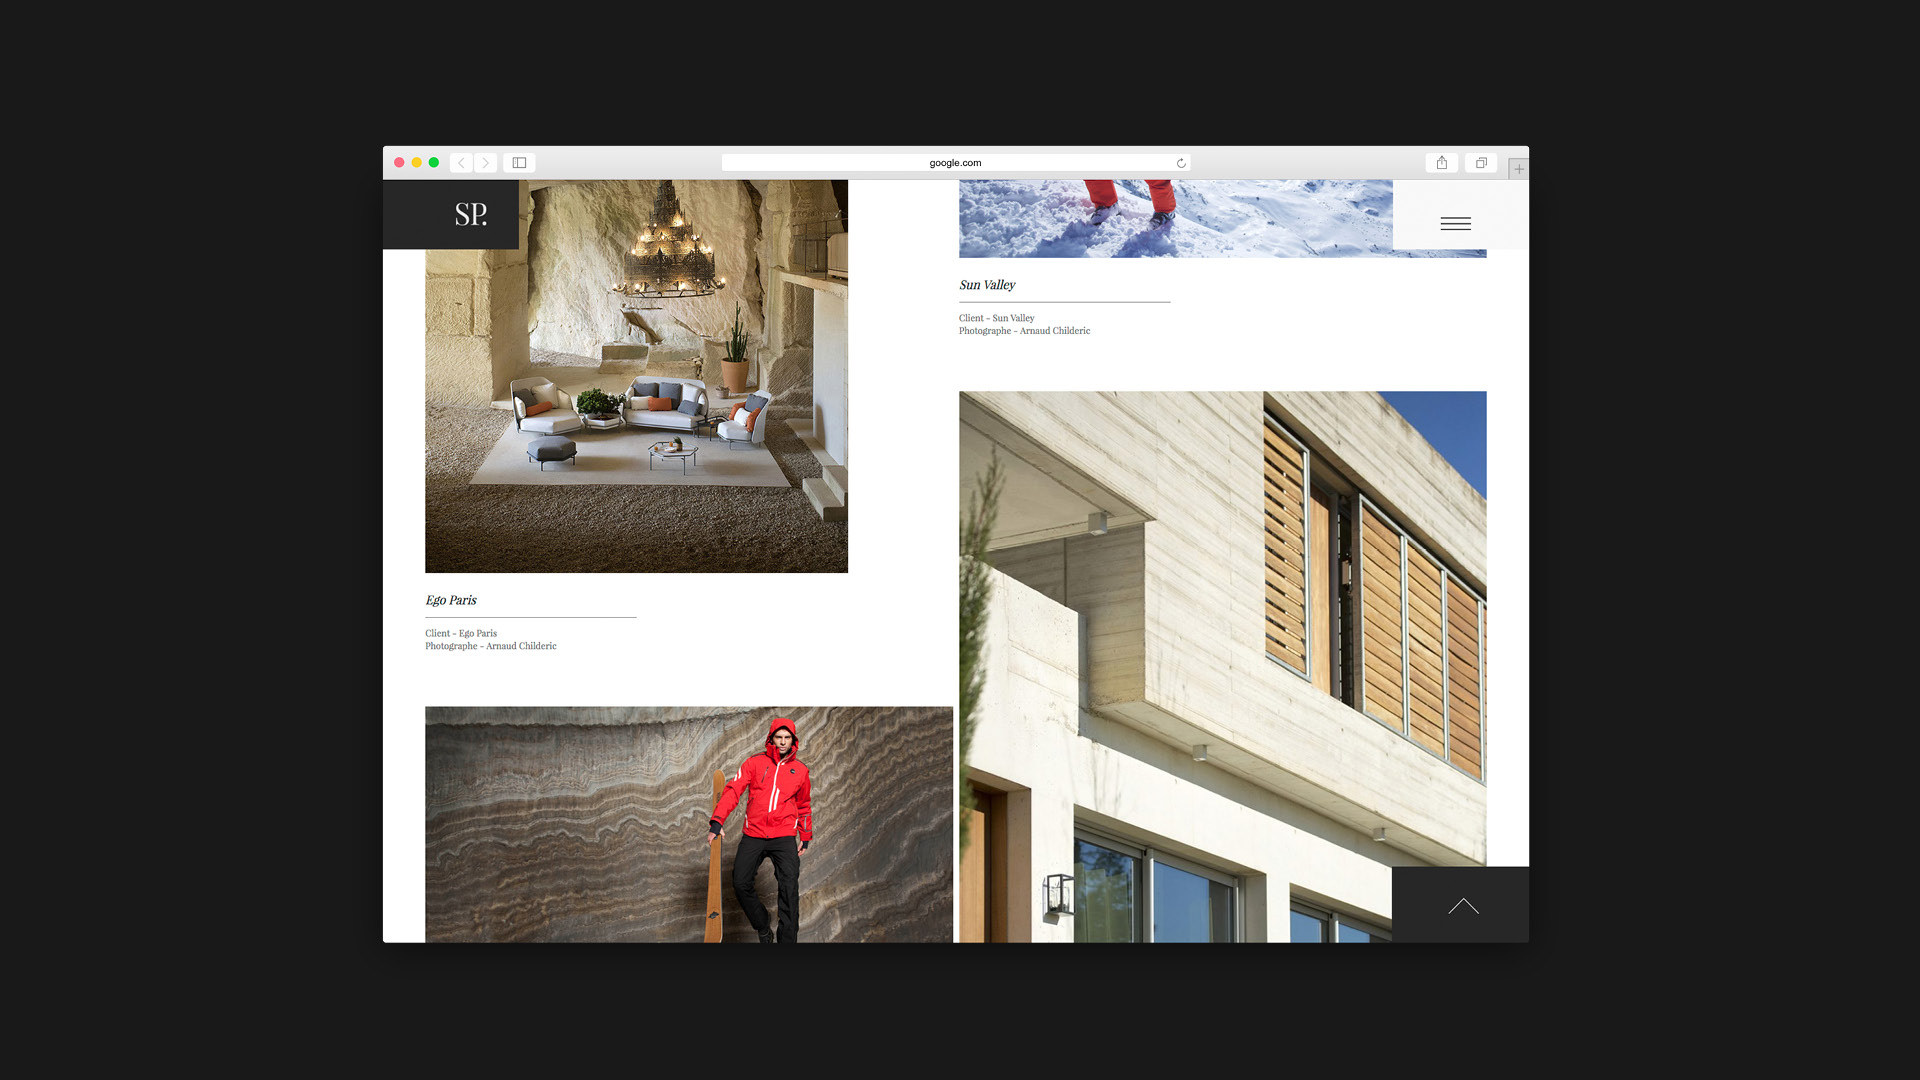 google.com
SP.
Sun Valley
Client - Sun Valley
Photographe - Arnaud Childeric
Ego Paris
Client - Ego Paris
Photographe - Arnaud Childeric